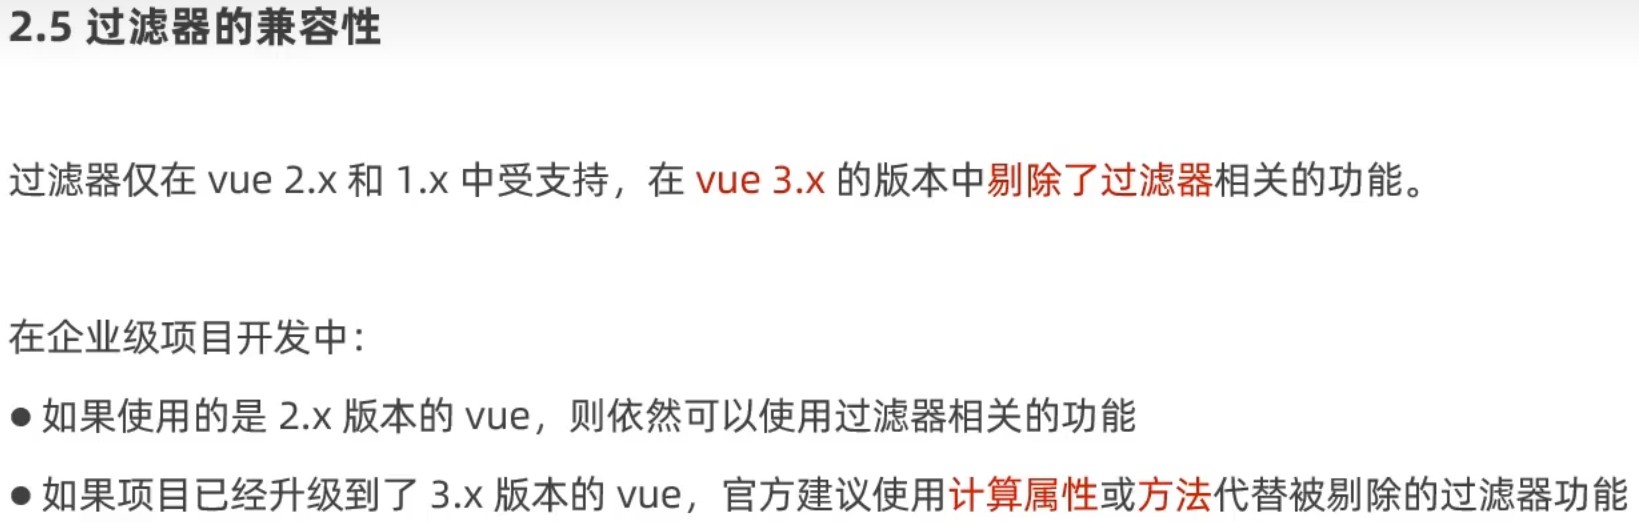 2.5 过滤器的兼容性
过滤器仅在 vue 2.x 和 1.x 中受支持，在 vue 3.x 的版本中剔除了过滤器相关的功能。
在企业级项目开发中：
● 如果使用的是 2.x 版本的 vue，则依然可以使用过滤器相关的功能
● 如果项目已经升级到了 3.x 版本的 vue，官方建议使用计算属性或方法代替被剔除的过滤器功能